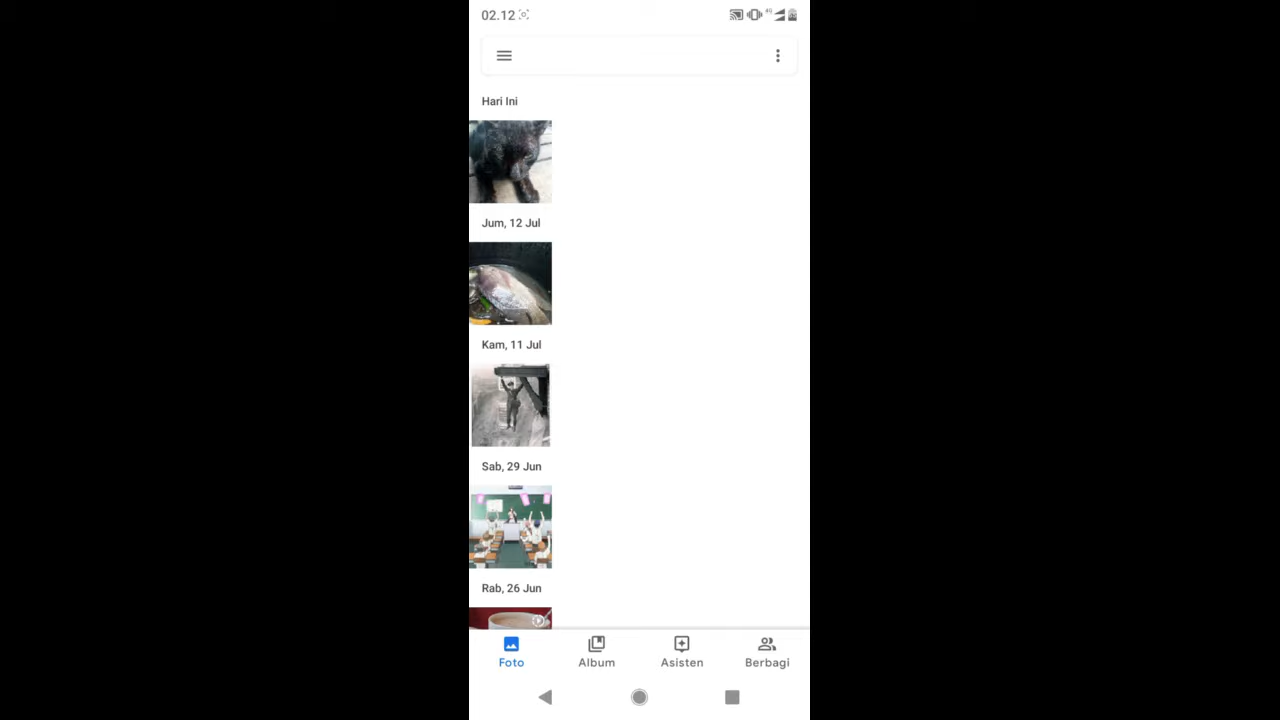 02.12
4G
Hari Ini
Jum, 12 Jul
Kam, 11 Jul
Sab, 29 Jun
Rab, 26 Jun
Foto
Album
Asisten
Berbagi